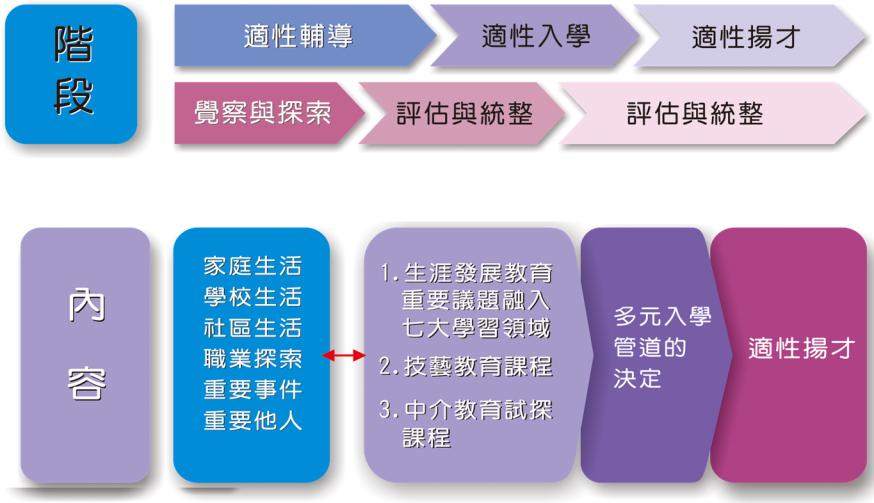 階
段
適性輔導
適性入學
適性揚才
覺察與探索
評估與統整
評估與統整
內
容
家庭生活
學校生活
社區生活
職業探索
重要事件
重要他人
1.生涯發展教育
重要議題融入
七大學習領域
2.技藝教育課程
3.中介教育試探
課程
多元入學
管道的
決定
適性揚才